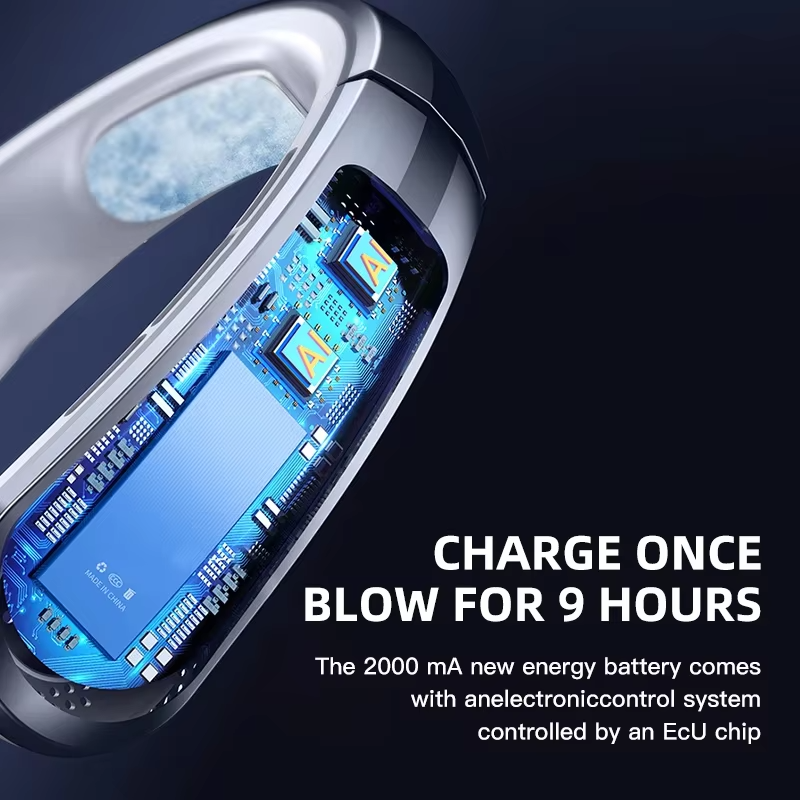 AI
AI
CCC
MADE IN CHINA
CHARGE ONCE
BLOW FOR 9 HOURS
The 2000 mA new energy battery comes
with anelectroniccontrol system
controlled by an EcU chip